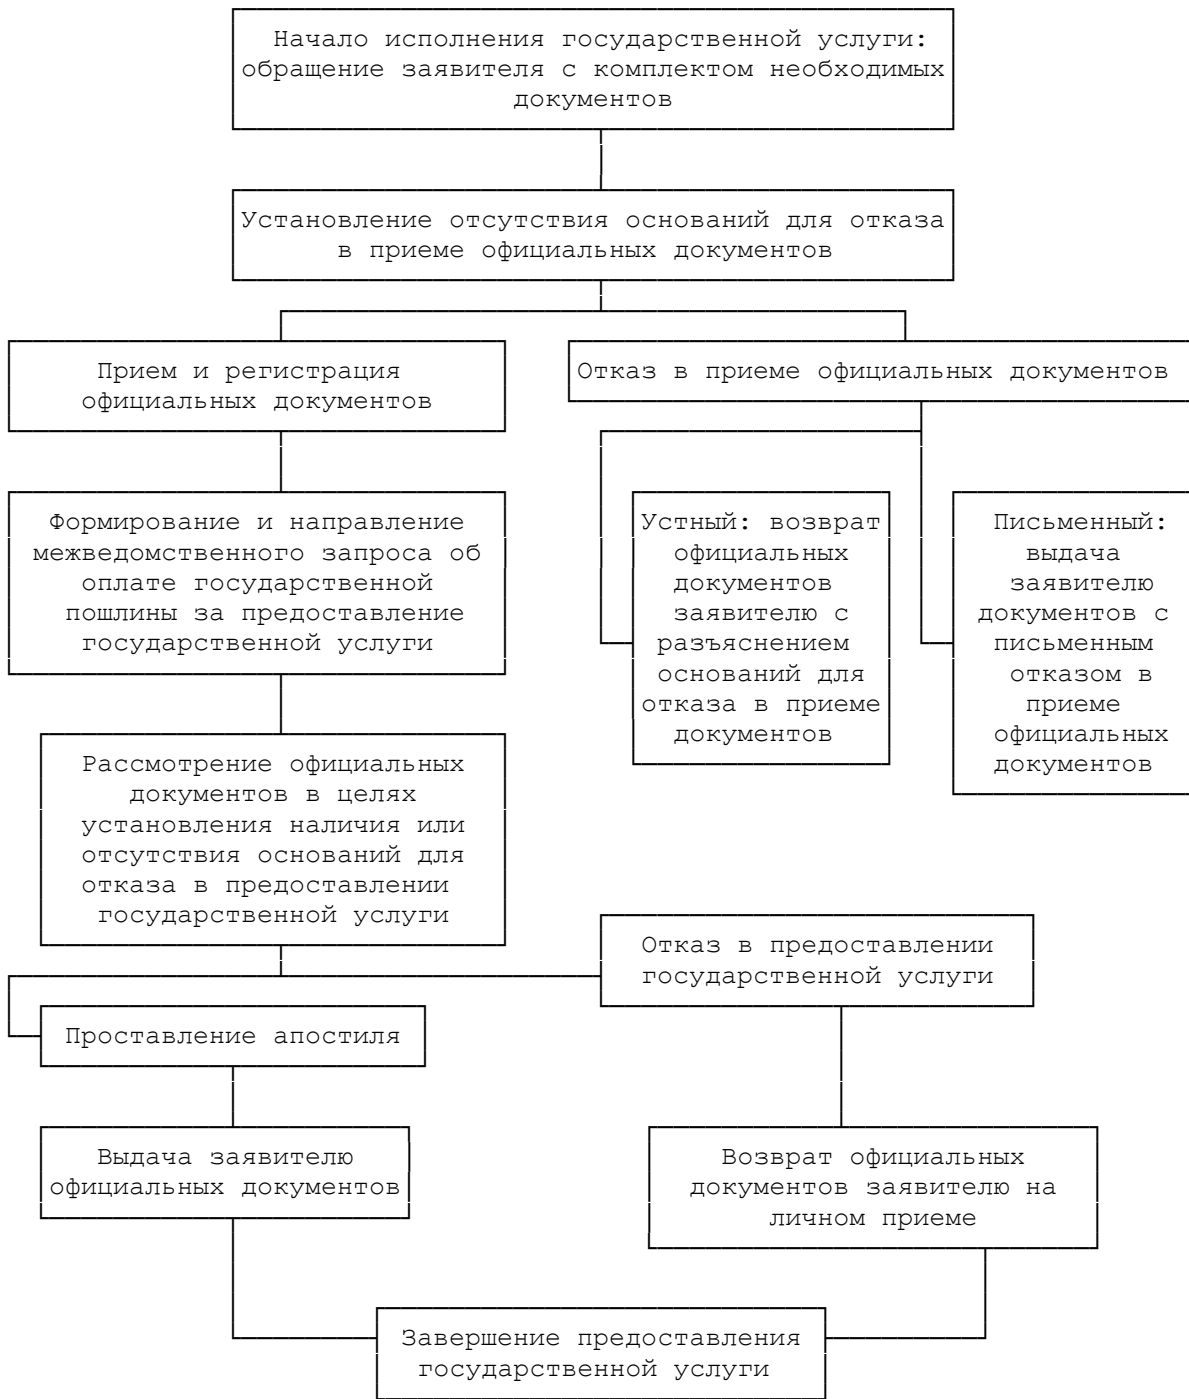 Начало исполнения государственной услуги:
обращение заявителя с комплектом необходимых
документов
Установление отсутствия оснований для отказа
в приеме официальных документов
Прием и регистрация
официальных документов
Отказ в приеме официальных документов
Формирование и направление
межведомственного запроса об
оплате государственной
пошлины за предоставление
государственной услуги
Устный: возврат
официальных
документов
заявителю с
разъяснением
оснований для
отказа в приеме
документов
Письменный:
выдача
заявителю
документов с
письменным
отказом в
приеме
официальных
документов
Рассмотрение официальных
документов в целях
установления наличия или
отсутствия оснований для
отказа в предоставлении
государственной услуги
Отказ в предоставлении
государственной услуги
Проставление апостиля
Выдача заявителю
официальных документов
Возврат официальных
документов заявителю на
личном приеме
Завершение предоставления
государственной услуги